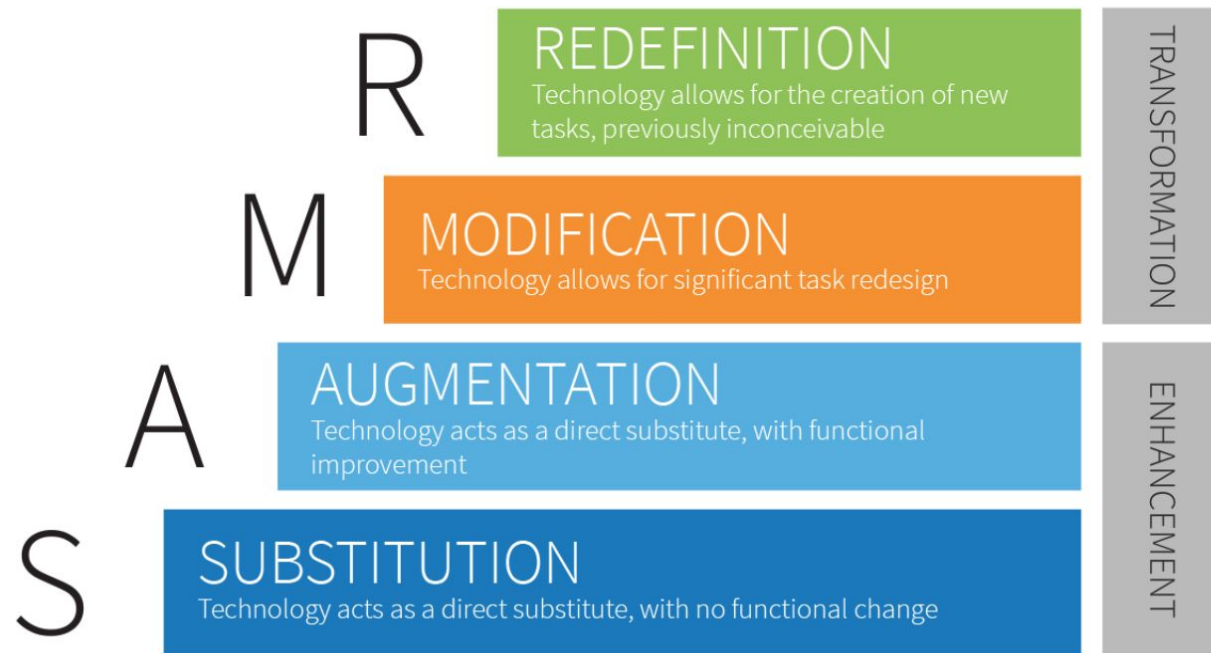 R
REDEFINITION
Technology allows for the creation of new
tasks, previously inconceivable
M
MODIFICATION
Technology allows for significant task redesign
TRANSFORMATION
A
AUGMENTATION
Technology acts as a direct substitute, with functional
improvement
S
SUBSTITUTION
Technology acts as a direct substitute, with no functional change
ENHANCEMENT